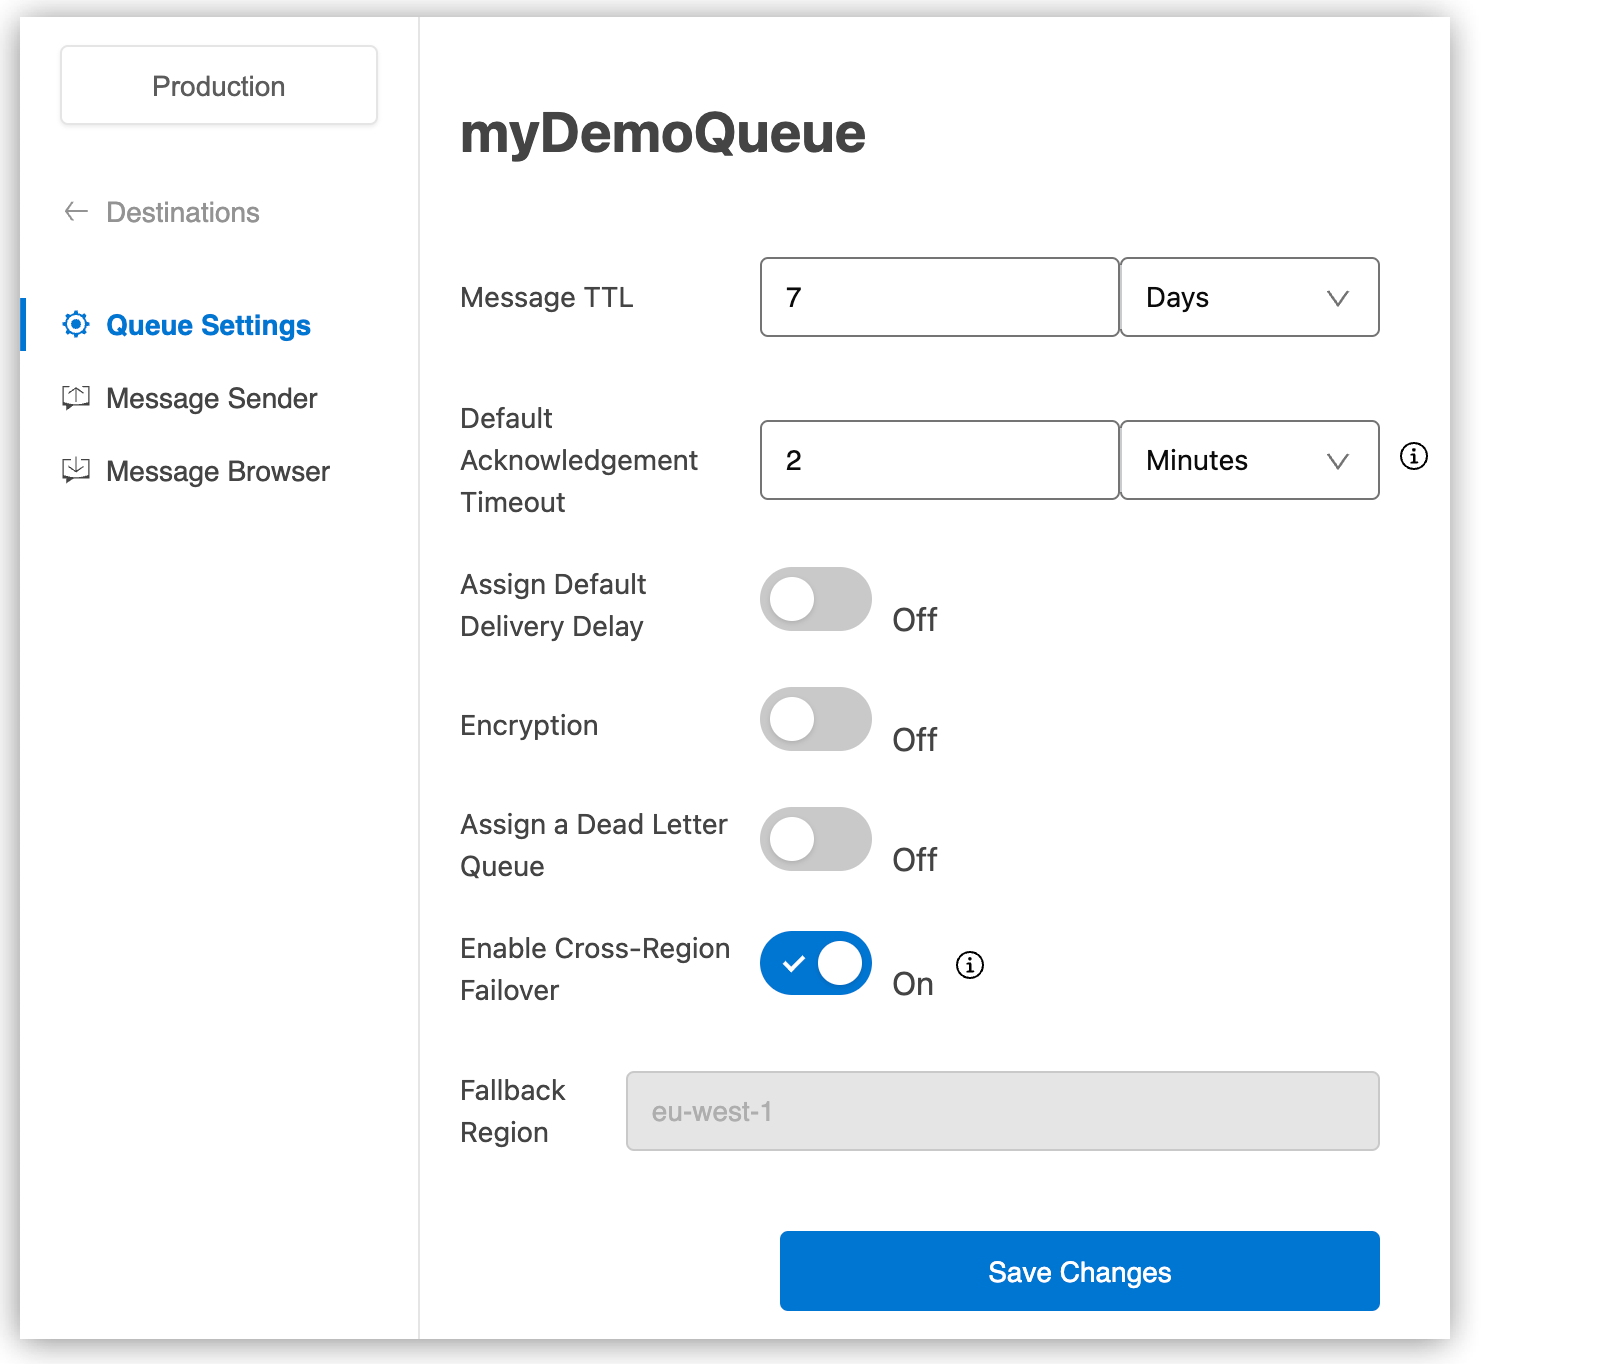 Production
Destinations
Queue Settings
Message Sender
Message Browser
myDemoQueue
Message TTL
7
Days
Default
Acknowledgement
Timeout
2
Minutes
Assign Default
Delivery Delay
Off
Encryption
Off
Assign a Dead Letter
Queue
Off
Enable Cross-Region
Failover
On
Fallback
Region
eu-west-1
Save Changes